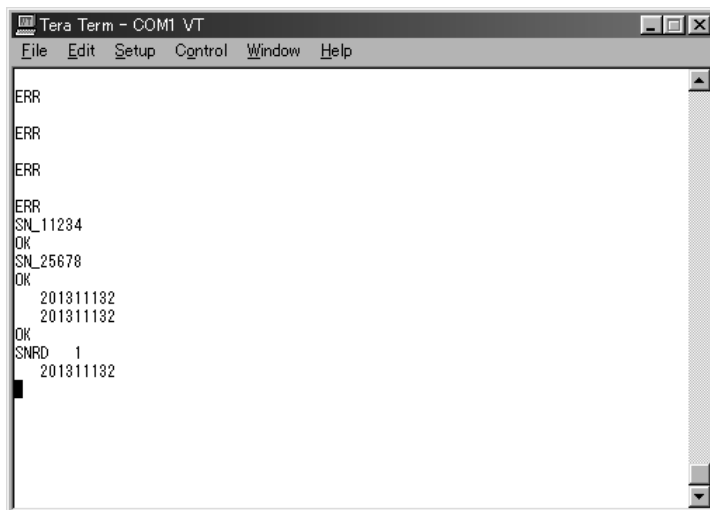 Tera Term - COM1 VT
File Edit Setup Control Window Help
ERR
ERR
ERR
ERR
SN_11234
OK
SN_25678
OK
201311132
201311132
OK
SNRD 1
201311132